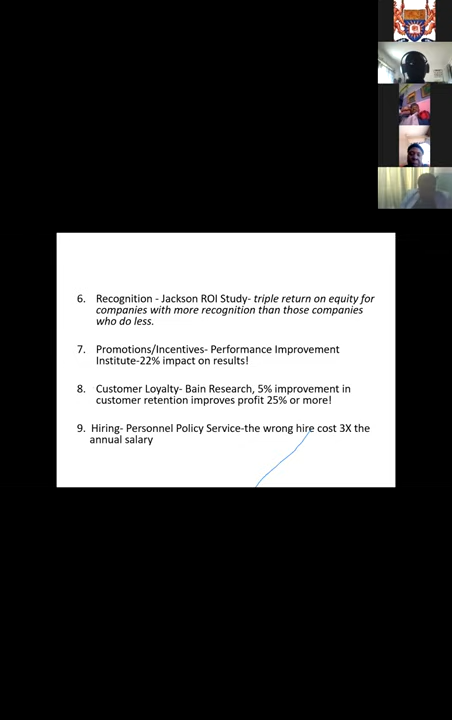 6. Recognition - Jackson ROI Study- triple return on equity for
companies with more recognition than those companies
who do less.
7. Promotions/Incentives- Performance Improvement
Institute-22% impact on results!
8. Customer Loyalty- Bain Research, 5% improvement in
customer retention improves profit 25% or more!
9. Hiring- Personnel Policy Service-the wrong hire cost 3X the
annual salary